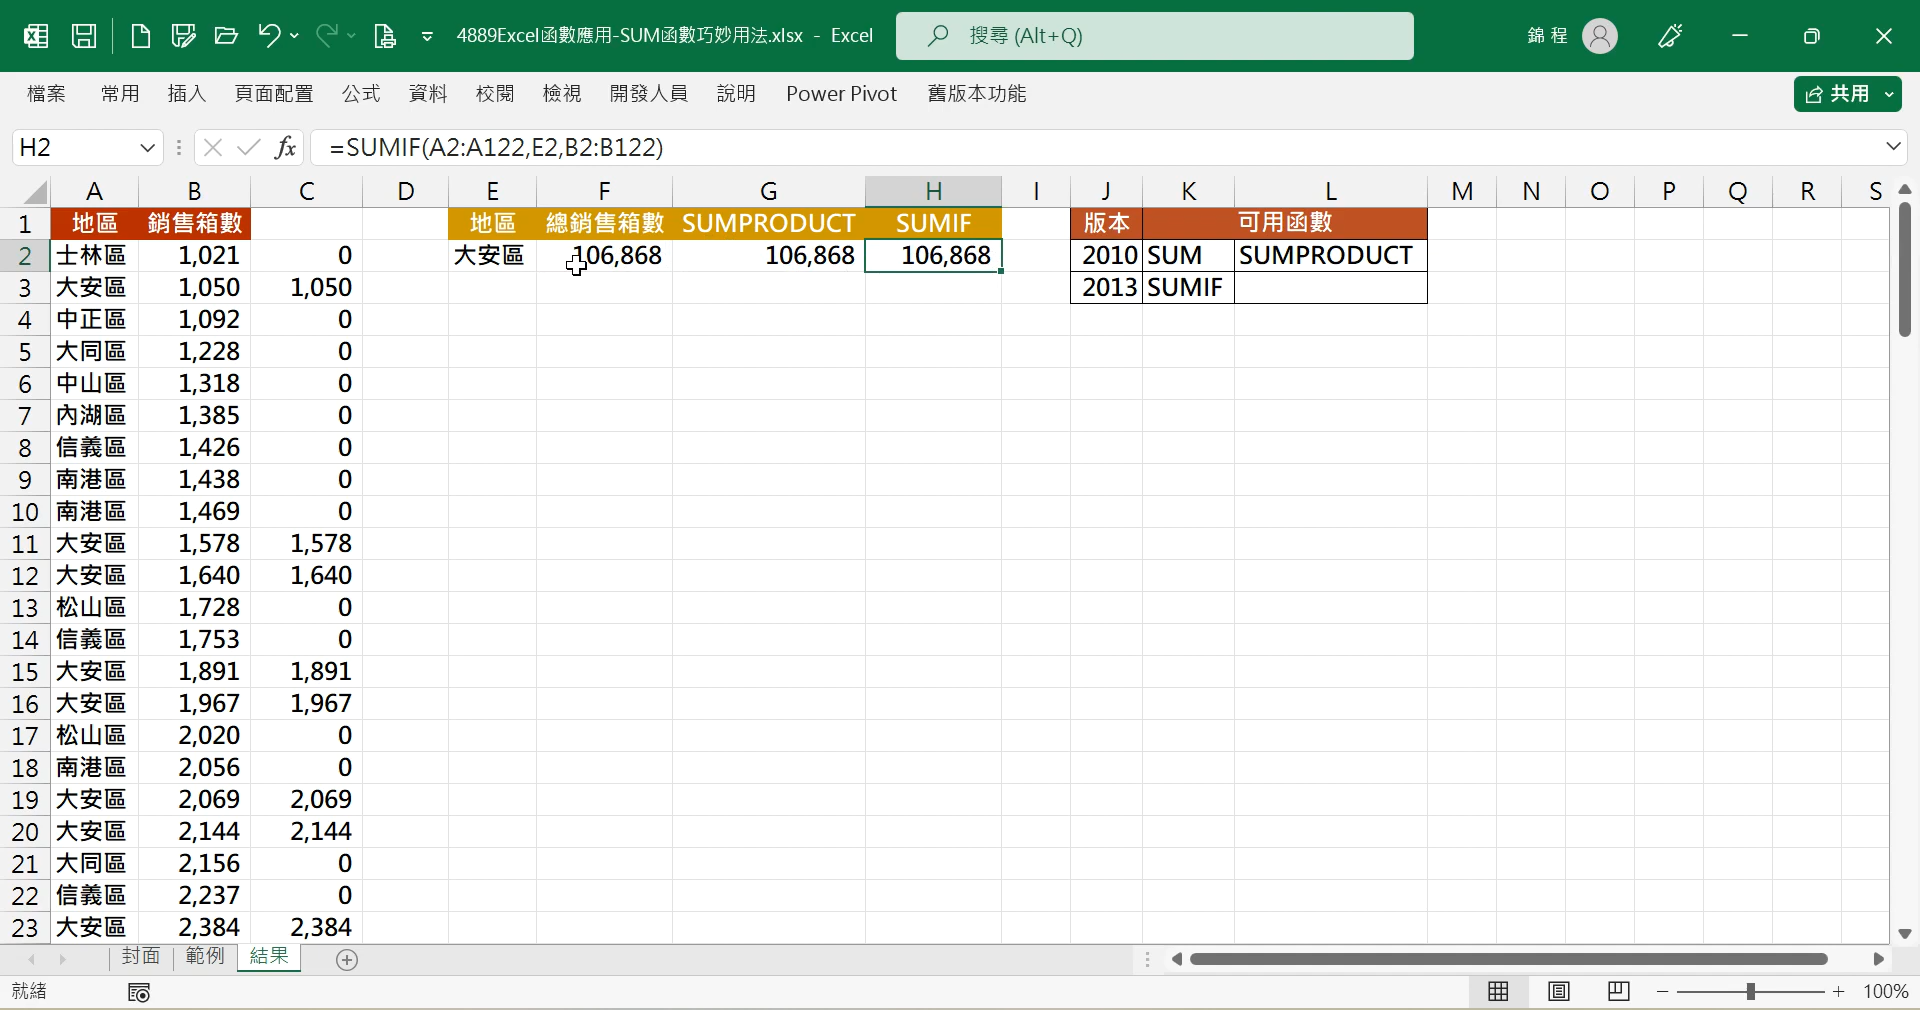 4889Excel函數應用-SUM函數巧妙用法.xlsx - Excel
搜尋 (Alt+Q)
錦 程
檔案 常用 插入 頁面配置 公式 資料 校閱 檢視 開發人員 說明 Power Pivot 舊版本功能
共用
H2
fx
=SUMIF(A2:A122,E2,B2:B122)
A B C D E F G H I J K L M N O P Q R S
1 地區 銷售箱數 地區 總銷售箱數 SUMPRODUCT SUMIF 版本 可用函數
2 士林區 1,021 0 大安區 106,868 106,868 106,868 2010 SUM SUMPRODUCT
3 大安區 1,050 1,050 2013 SUMIF
4 中正區 1,092 0
5 大同區 1,228 0
6 中山區 1,318 0
7 內湖區 1,385 0
8 信義區 1,426 0
9 南港區 1,438 0
10 南港區 1,469 0
11 大安區 1,578 1,578
12 大安區 1,640 1,640
13 松山區 1,728 0
14 信義區 1,753 0
15 大安區 1,891 1,891
16 大安區 1,967 1,967
17 松山區 2,020 0
18 南港區 2,056 0
19 大安區 2,069 2,069
20 大安區 2,144 2,144
21 大同區 2,156 0
22 信義區 2,237 0
23 大安區 2,384 2,384
封面 範例 結果
就緒
100%